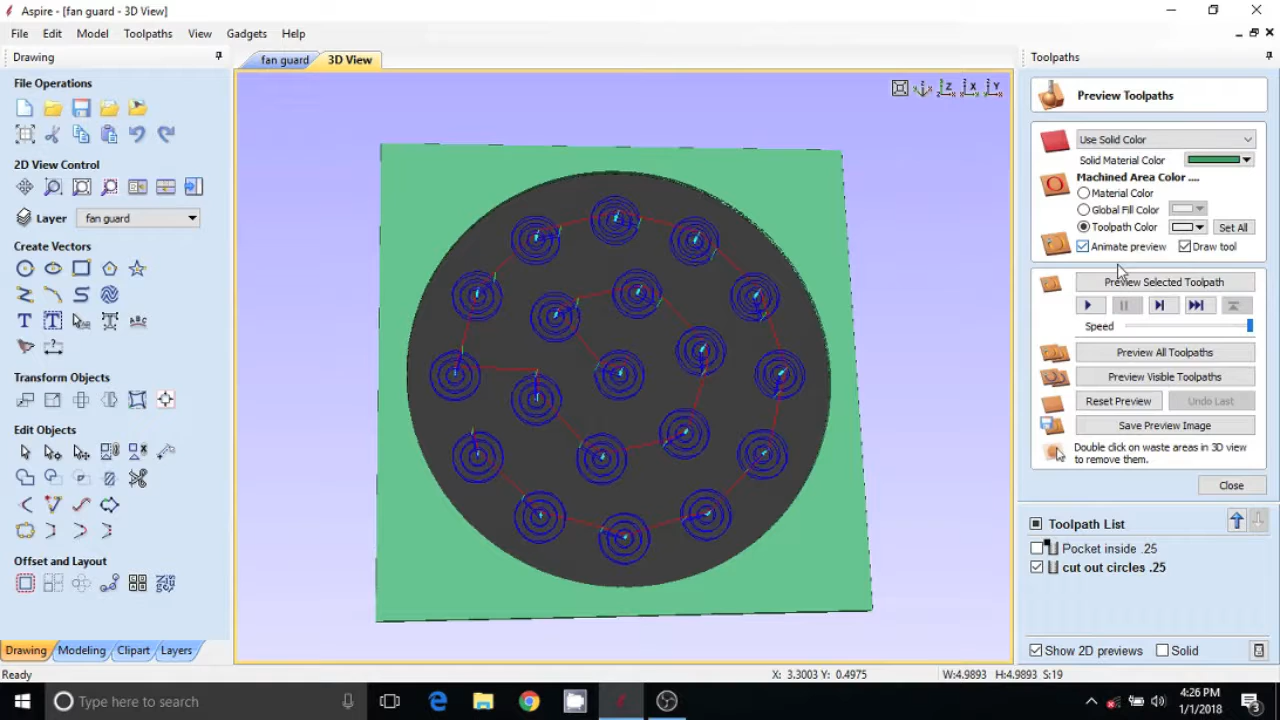 Aspire - [fan guard - 3D View]
File Edit Model Toolpaths View Gadgets Help
Drawing
File Operations
2D View Control
Layer fan guard
Create Vectors
Transform Objects
Edit Objects
Offset and Layout
Drawing Modeling Clipart Layers
Ready
fan guard 3D View
Z X Y
Toolpaths
Preview Toolpaths
Use Solid Color
Solid Material Color
Machined Area Color ....
Material Color
Global Fill Color
Toolpath Color Set All
Animate preview Draw tool
Preview Selected Toolpath
Speed
Preview All Toolpaths
Preview Visible Toolpaths
Reset Preview Undo Last
Save Preview Image
Double click on waste areas in 3D view
to remove them.
Close
Toolpath List
Pocket inside .25
cut out circles .25
Show 2D previews Solid
X: 3.3003 Y: 0.4975 W:4.9893 H:4.9893 S:19
Type here to search
4:26 PM
1/1/2018
3